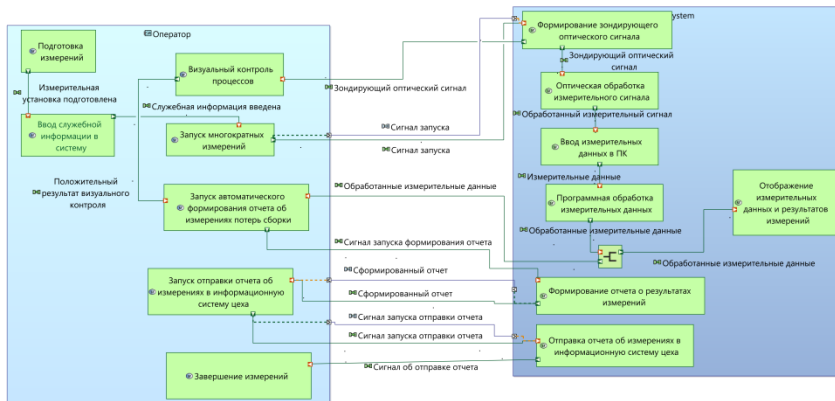 Оператор
ystem
Подготовка
измерений
Визуальный контроль
процессов
Формирование зондирующего
оптического сигнала
Зондирующий оптический
сигнал
Измерительная
установка подготовлена
Зондирующий оптический сигнал
Оптическая обработка
измерительного сигнала
Служебная информация введена
Ввод служебной
информации в
систему
Запуск многократных
измерений
Сигнал запуска
Сигнал запуска
Обработанный измерительный сигнал
Ввод измерительных
данных в ПК
Измерительные данные
Положительный
результат визуального
контроля
Запуск автоматического
формирования отчета об
измерениях потерь сборки
Обработанные измерительные данные
Программная обработка
измерительных данных
Отображение
измерительных
данных и результатов
измерений
Обработанные измерительные данные
Сигнал запуска формирования отчета
Обработанные измерительные данные
Сформированный отчет
Запуск отправки отчета об
измерениях в информационную
систему цеха
Сформированный отчет
Формирование отчета о результатах
измерений
Сигнал запуска отправки отчета
Сигнал запуска отправки отчета
Отправка отчета об измерениях в
информационную систему цеха
Завершение измерений
Сигнал об отправке отчета